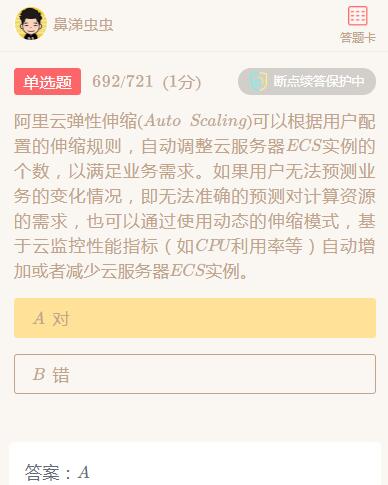 鼻涕虫虫
答题卡
单选题 692/721 (1分) 断点续答保护中
阿里云弹性伸缩(Auto Scaling)可以根据用户配
置的伸缩规则，自动调整云服务器ECS实例的
个数，以满足业务需求。如果用户无法预测业
务的变化情况，即无法准确的预测对计算资源
的需求，也可以通过使用动态的伸缩模式，基
于云监控性能指标（如CPU利用率等）自动增
加或者减少云服务器ECS实例。
A 对
B 错
答案：A